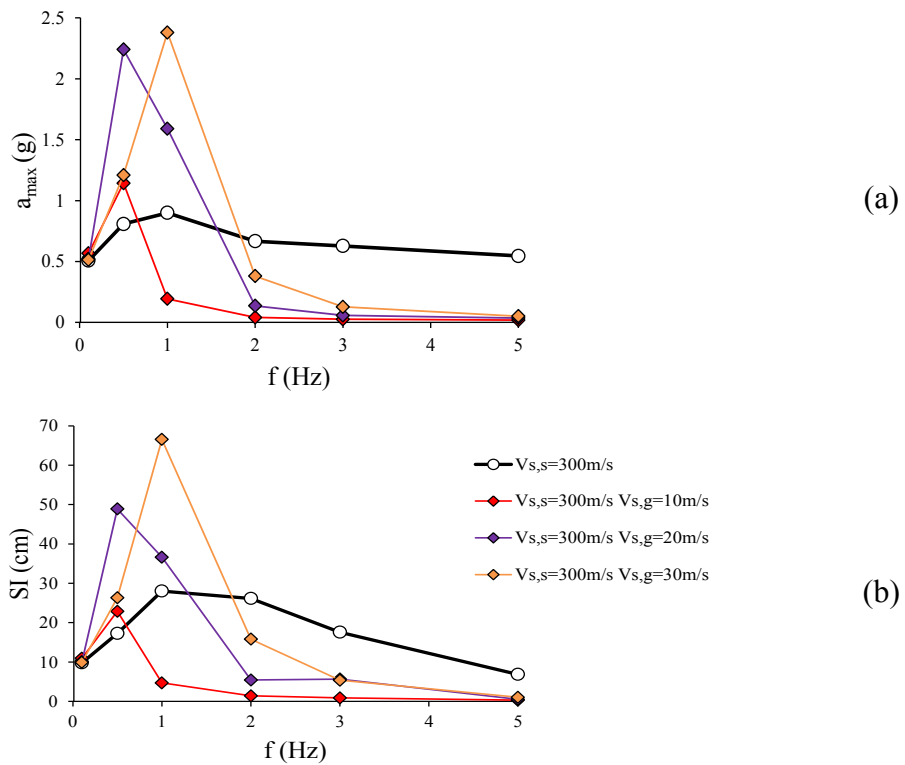 2.5
2
1.5
1
0.5
0
a_max (g)
0 1 2 3 4 5
f (Hz)
(a)
70
60
50
40
30
20
10
0
SI (cm)
0 1 2 3 4 5
f (Hz)
Vs,s=300m/s
Vs,s=300m/s Vs,g=10m/s
Vs,s=300m/s Vs,g=20m/s
Vs,s=300m/s Vs,g=30m/s
(b)